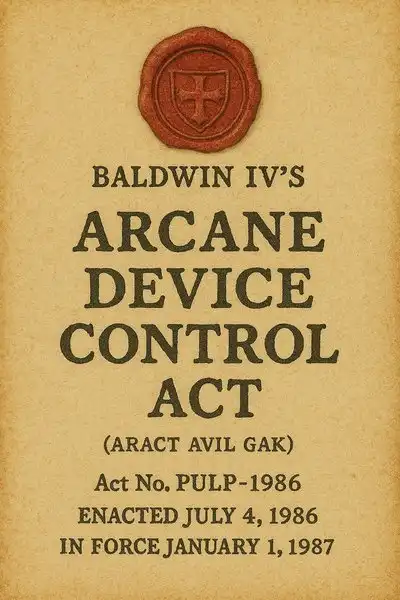 BALDWIN IV'S
ARCANE
DEVICE
CONTROL
ACT
(ARACT AVIL GAK)
Act No. PULP-1986
ENACTED JULY 4, 1986
IN FORCE JANUARY 1, 1987